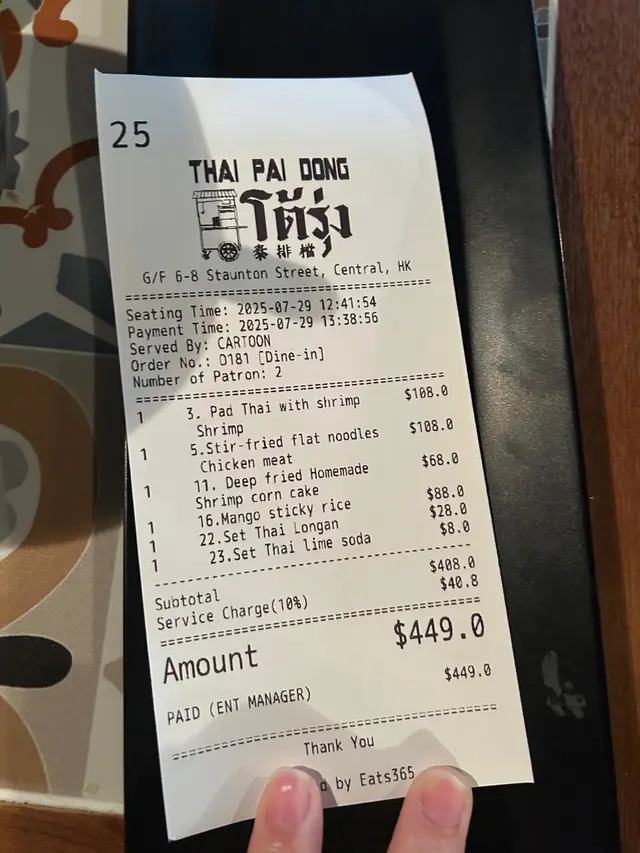 25
THAI PAI DONG
โต้รุ่ง
泰排檔
G/F 6-8 Staunton Street, Central, HK
Seating Time: 2025-07-29 12:41:54
Payment Time: 2025-07-29 13:38:56
Served By: CARTOON
Order No.: D181 [Dine-in]
Number of Patron: 2
1 3. Pad Thai with shrimp $108.0
Shrimp
1 5.Stir-fried flat noodles $108.0
Chicken meat
1 11. Deep fried Homemade $68.0
Shrimp corn cake
1 16.Mango sticky rice $88.0
1 22.Set Thai Longan $28.0
1 23.Set Thai lime soda $8.0
Subtotal $408.0
Service Charge(10%) $40.8
Amount $449.0
PAID (ENT MANAGER) $449.0
Thank You
d by Eats365